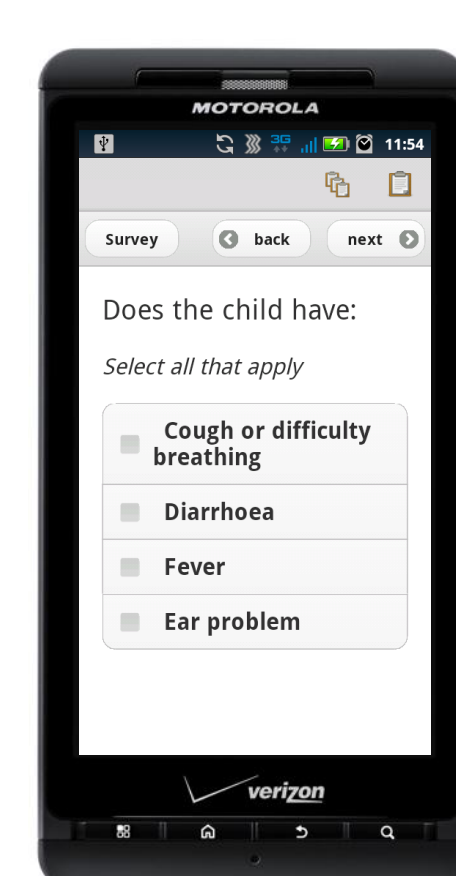 MOTOROLA
3G 11:54
Survey back next
Does the child have:
Select all that apply
Cough or difficulty
breathing
Diarrhoea
Fever
Ear problem
verizon